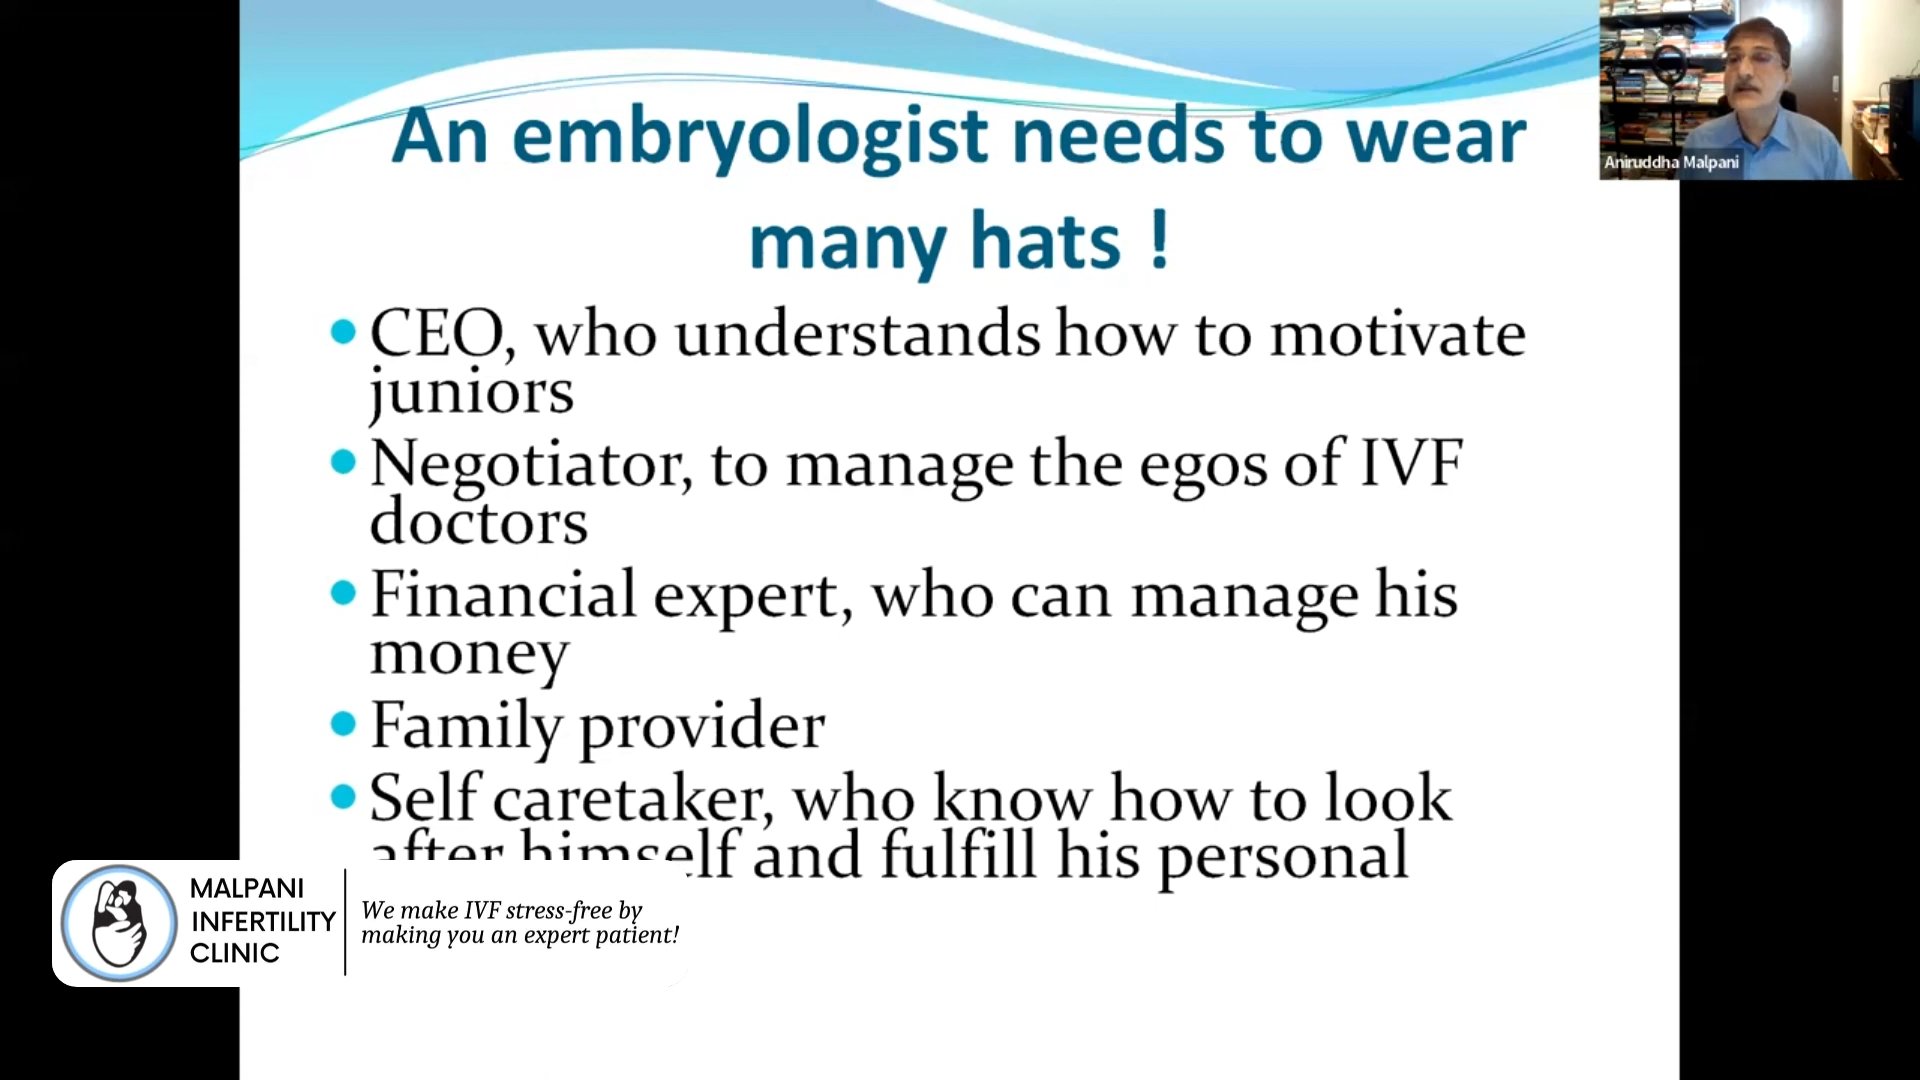 An embryologist needs to wear
many hats !
Aniruddha Malpani
• CEO, who understands how to motivate
juniors
• Negotiator, to manage the egos of IVF
doctors
• Financial expert, who can manage his
money
• Family provider
• Self caretaker, who know how to look
after himself and fulfill his personal
MALPANI
INFERTILITY
CLINIC
We make IVF stress-free by
making you an expert patient!